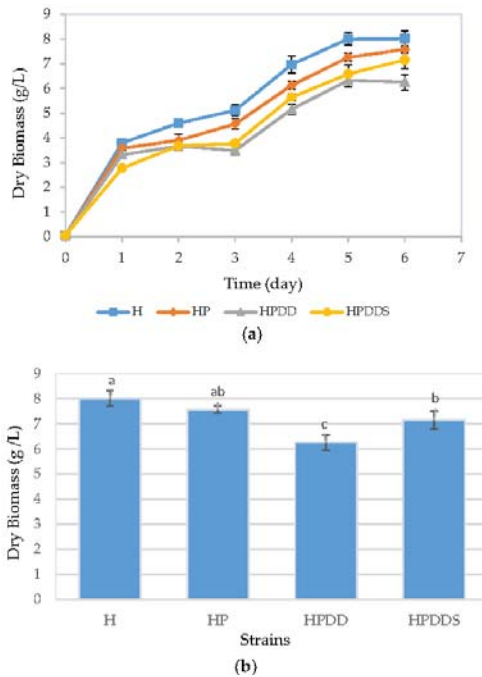 9
8
7
6
5
4
3
2
1
0
Dry Biomass (g/L)
0 1 2 3 4 5 6 7
Time (day)
H HP HPDD HPDDS
(a)
9
8
7
6
5
4
3
2
1
0
Dry Biomass (g /L)
a ab c b
H HP HPDD HPDDS
Strains
(b)